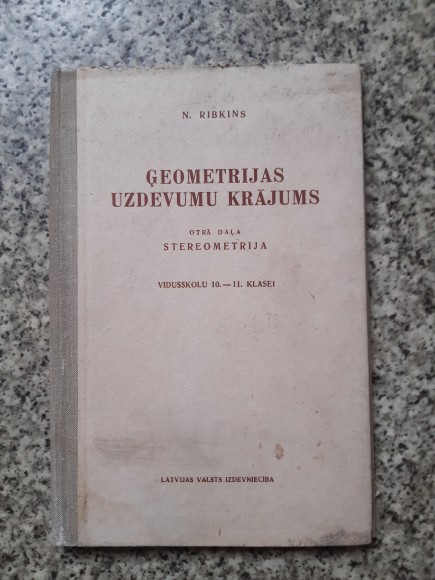 N. RIBKINS
ĢEOMETRIJAS
UZDEVUMU KRĀJUMS
OTRĀ DAĻA
STEREOMETRIJA
VIDUSSKOLU 10.—11. KLASEI
LATVIJAS VALSTS IZDEVNIECĪBA